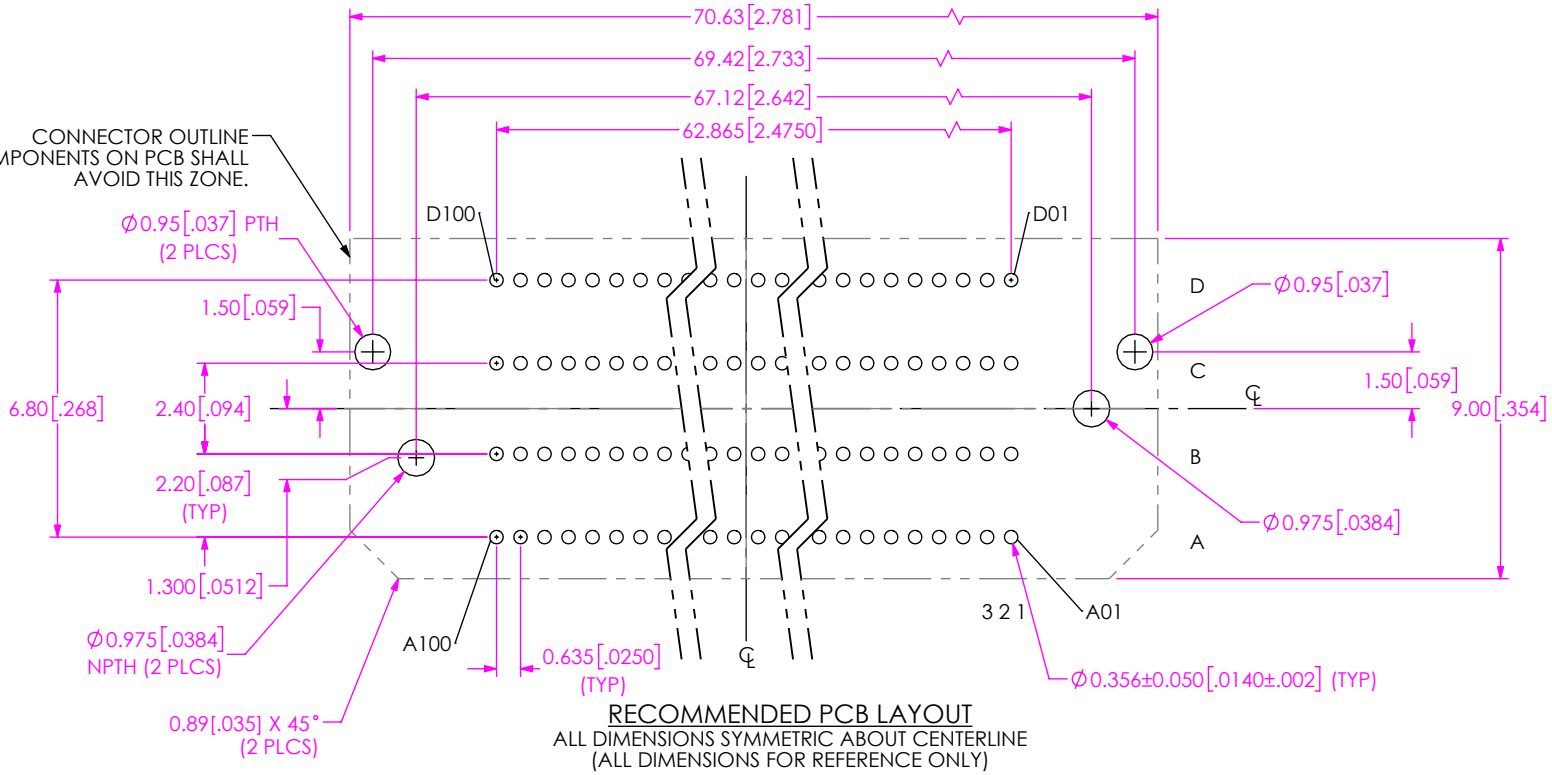 70.63[2.781]
69.42[2.733]
67.12[2.642]
62.865[2.4750]
CONNECTOR OUTLINE
MPONENTS ON PCB SHALL
AVOID THIS ZONE.
Ø0.95[.037] PTH
(2 PLCS)
D100
D01
D
Ø0.95[.037]
1.50[.059]
C
1.50[.059]
6.80[.268]
2.40[.094]
℄
9.00[.354]
B
2.20[.087]
(TYP)
Ø0.975[.0384]
A
1.300[.0512]
3 2 1
A01
Ø0.975[.0384]
NPTH (2 PLCS)
A100
0.635[.0250]
(TYP)
℄
Ø0.356±0.050[.0140±.002] (TYP)
0.89[.035] X 45°
(2 PLCS)
RECOMMENDED PCB LAYOUT
ALL DIMENSIONS SYMMETRIC ABOUT CENTERLINE
(ALL DIMENSIONS FOR REFERENCE ONLY)